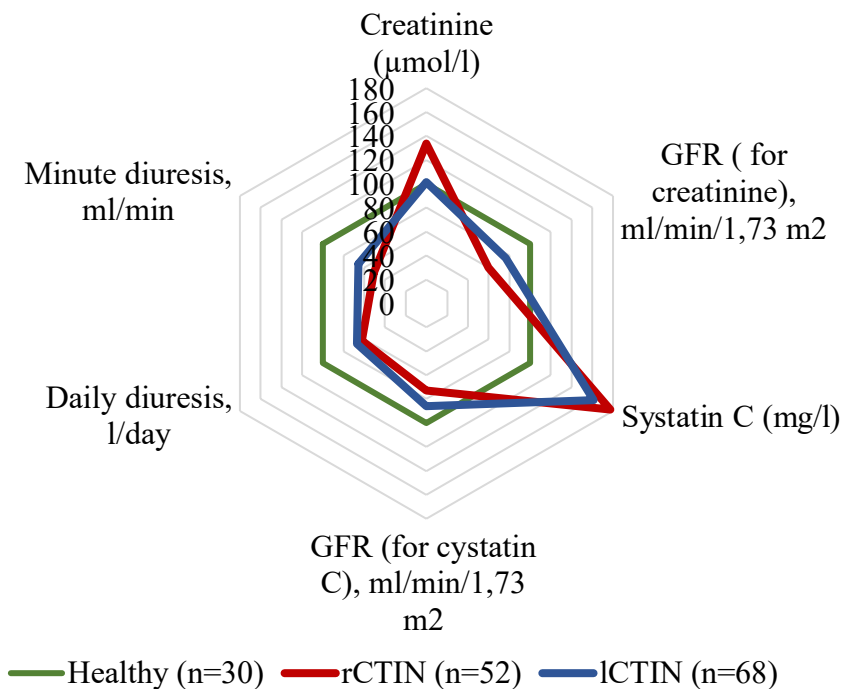 Creatinine
(µmol/l)
180
160
140
120
100
80
60
40
20
0
GFR ( for
creatinine),
ml/min/1,73 m2
Systatin C (mg/l)
GFR (for cystatin
C), ml/min/1,73
m2
Daily diuresis,
l/day
Minute diuresis,
ml/min
Healthy (n=30)
rCTIN (n=52)
lCTIN (n=68)